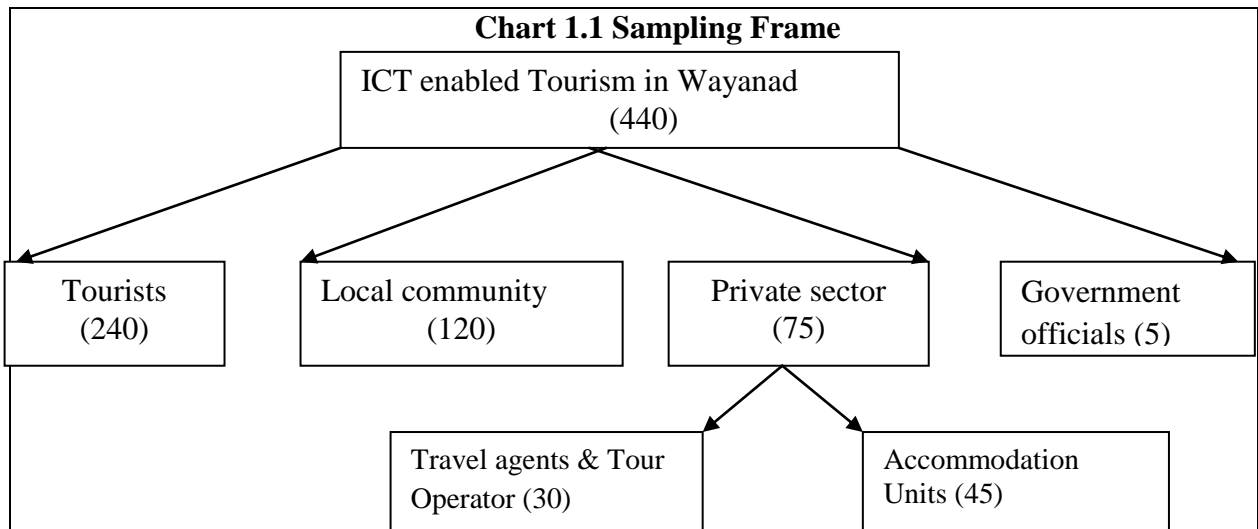 Chart 1.1 Sampling Frame
ICT enabled Tourism in Wayanad
(440)
Tourists
(240)
Local community
(120)
Private sector
(75)
Government
officials (5)
Travel agents & Tour
Operator (30)
Accommodation
Units (45)